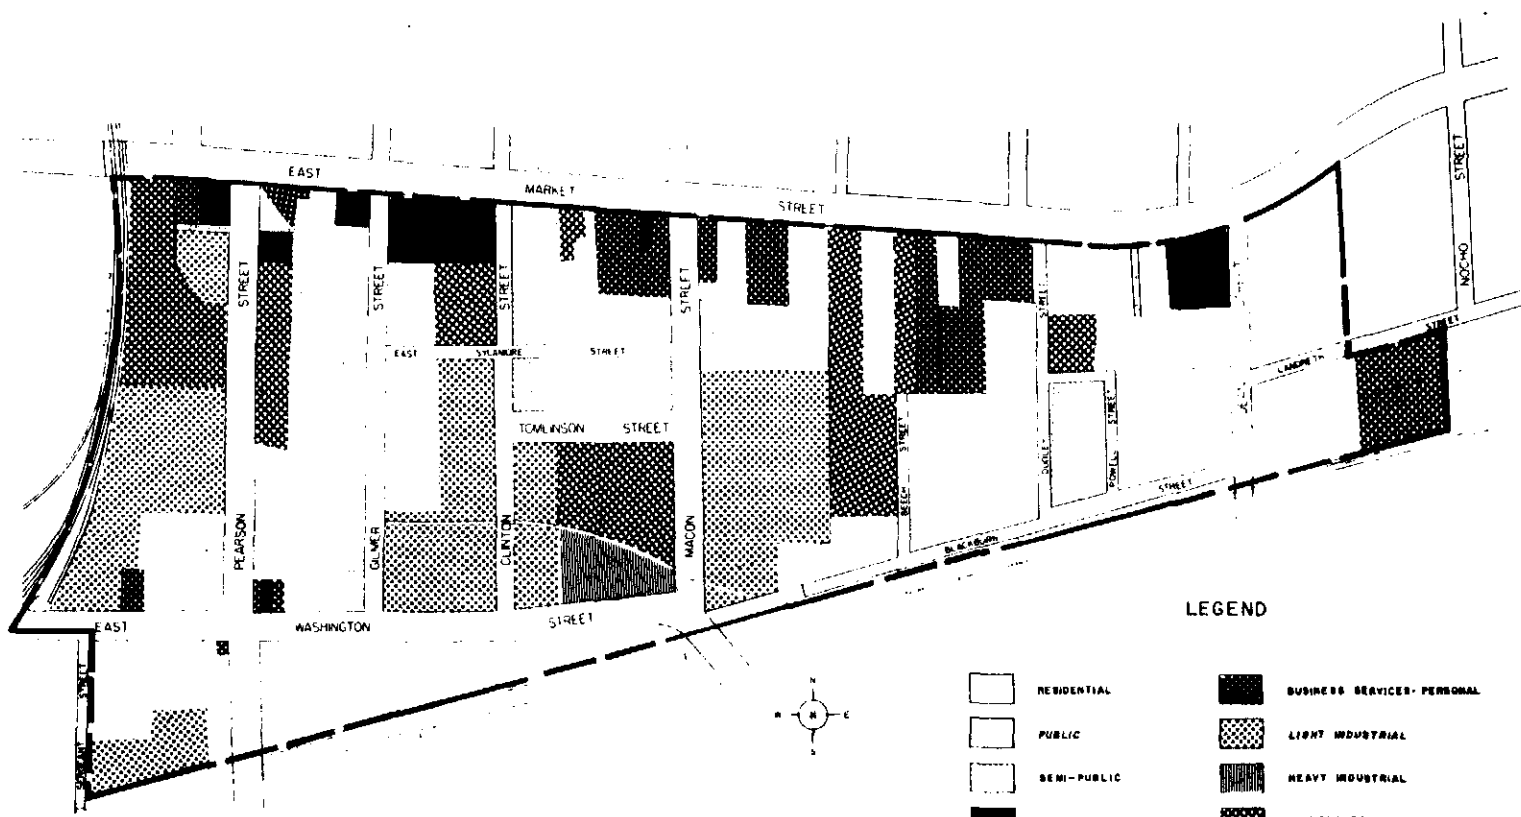 EAST
MARKET
STREET
STREET
NOCHO
STREET
STREET
STREET
STREET
STREET
EAST
SYCAMORE
STREET
STREET
LANDRETH
TOMLINSON
STREET
STREET
STREET
DUDLEY
POWELL
BEECH
STREET
PEARSON
GILMER
CLINTON
MACON
BLACKBURN
EAST
WASHINGTON
STREET
STREET
LEGEND
N
W
E
S
RESIDENTIAL
BUSINESS SERVICES - PERSONAL
PUBLIC
LIGHT INDUSTRIAL
SEMI-PUBLIC
HEAVY INDUSTRIAL